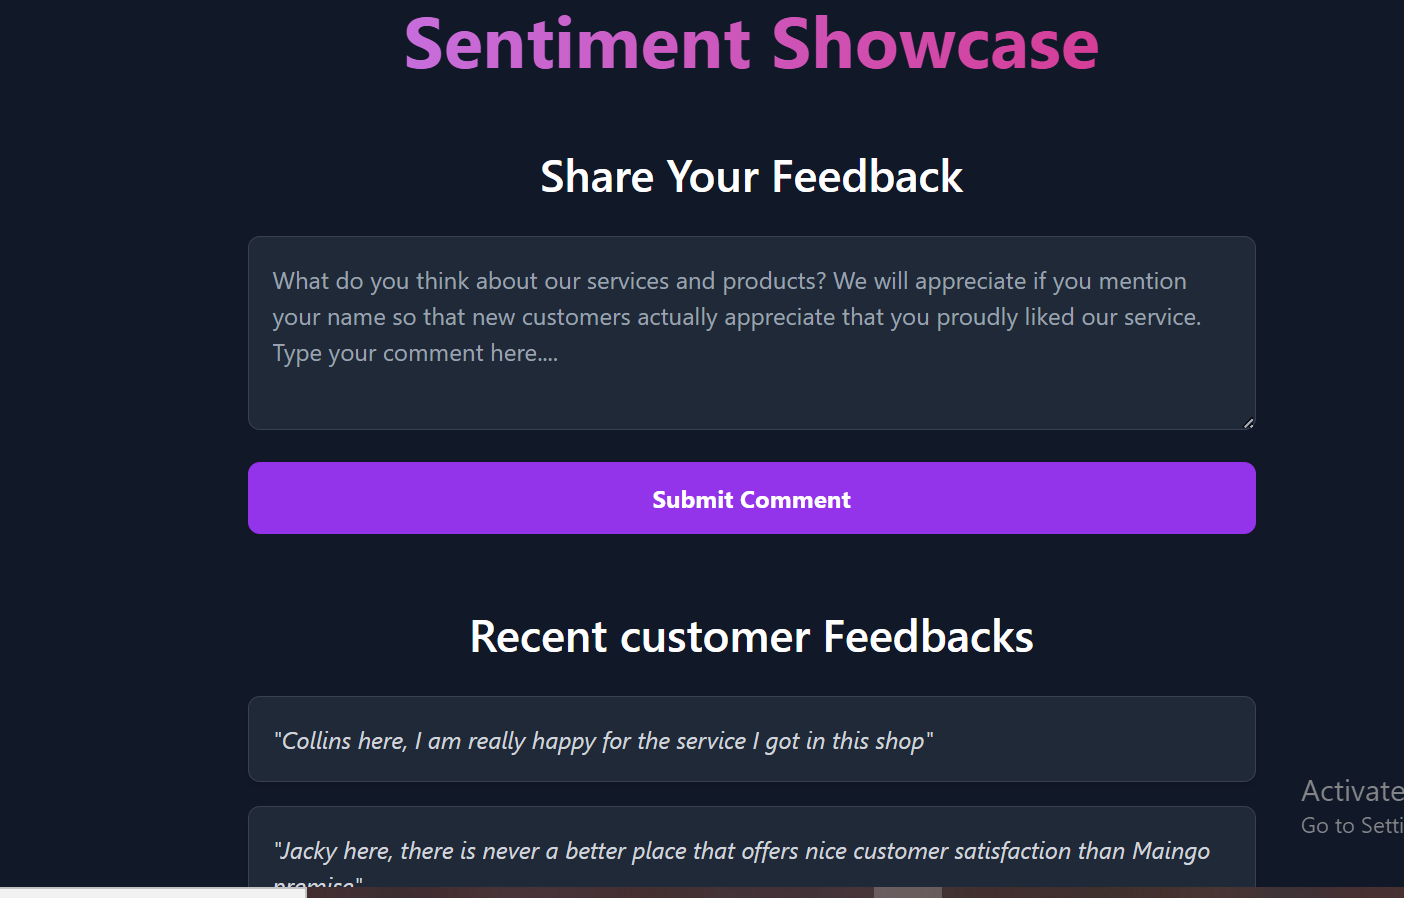 Sentiment Showcase
Share Your Feedback
What do you think about our services and products? We will appreciate if you mention
your name so that new customers actually appreciate that you proudly liked our service.
Type your comment here....
Submit Comment
Recent customer Feedbacks
"Collins here, I am really happy for the service I got in this shop"
Activate
Go to Setti
"Jacky here, there is never a better place that offers nice customer satisfaction than Maingo
promise"